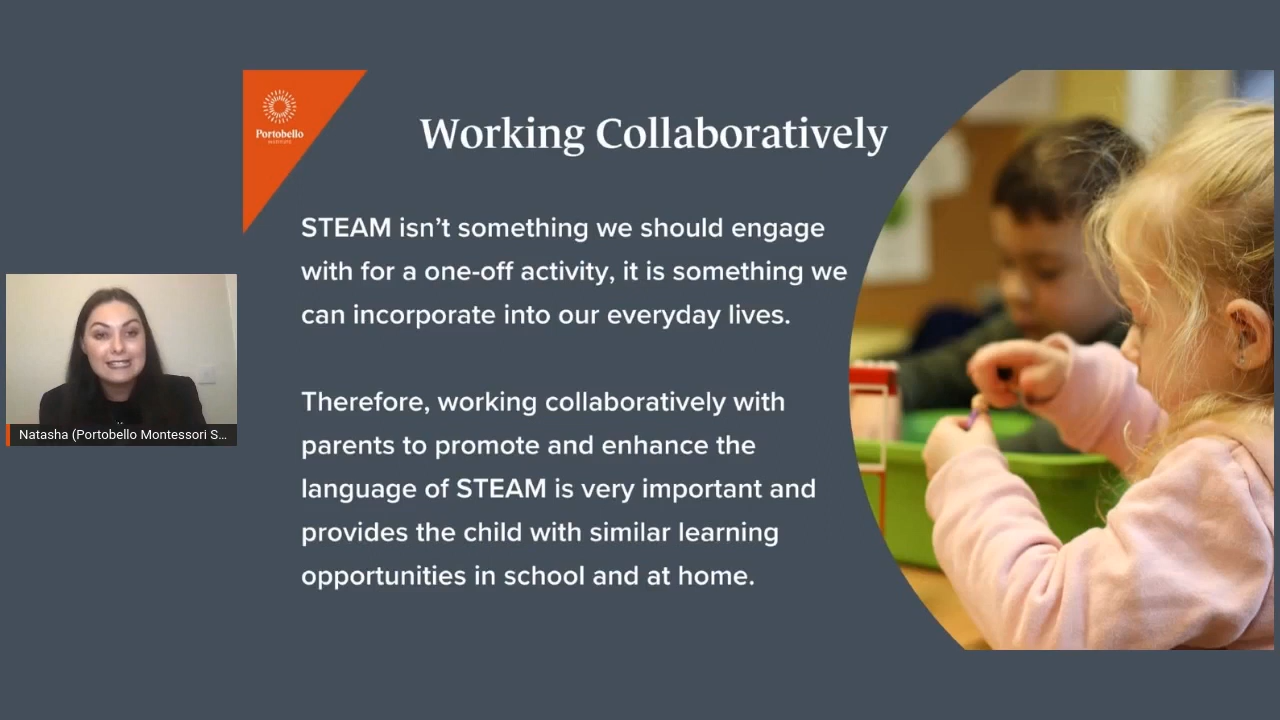 Portobello
INSTITUTE
Working Collaboratively
STEAM isn’t something we should engage
with for a one-off activity, it is something we
can incorporate into our everyday lives.
Therefore, working collaboratively with
parents to promote and enhance the
language of STEAM is very important and
provides the child with similar learning
opportunities in school and at home.
Natasha (Portobello Montessori S...